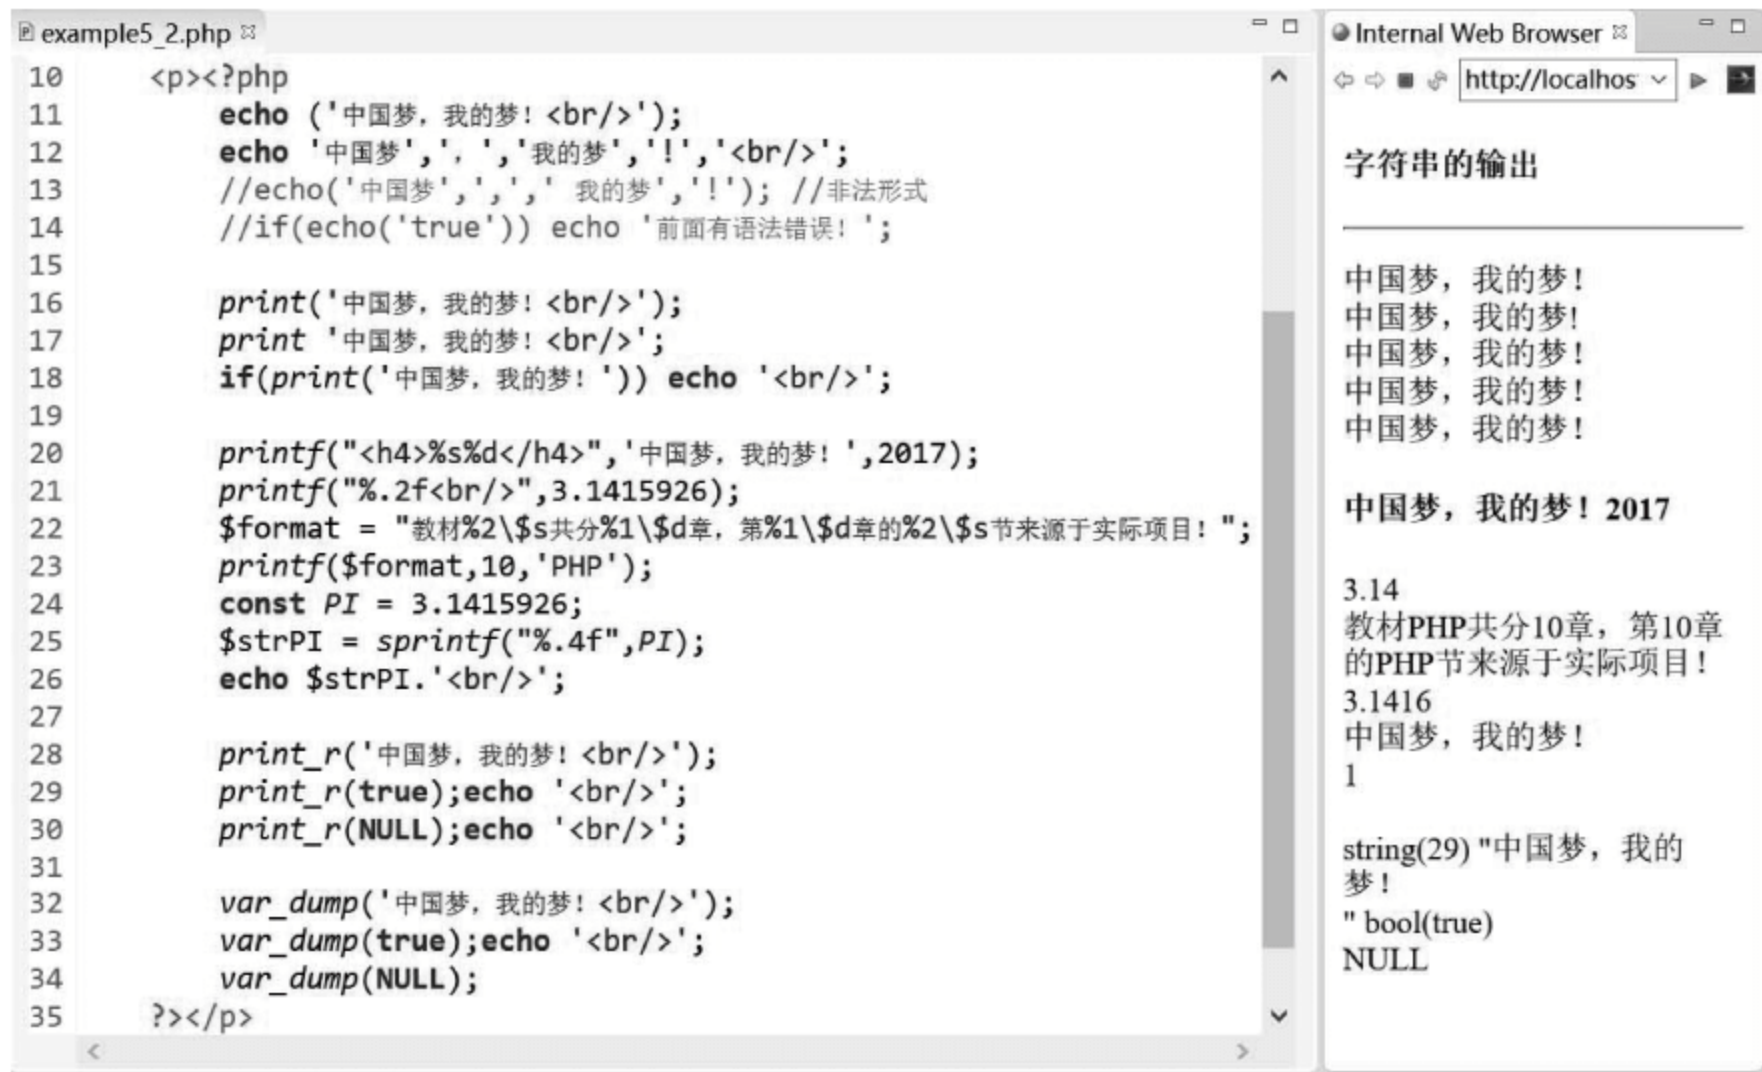 example5_2.php
10 <p><?php
11 echo ('中国梦，我的梦！<br/>');
12 echo '中国梦','，','我的梦','!','<br/>';
13 //echo('中国梦','，',' 我的梦','!'); //非法形式
14 //if(echo('true')) echo '前面有语法错误！';
15
16 print('中国梦，我的梦！<br/>');
17 print '中国梦，我的梦！<br/>';
18 if(print('中国梦，我的梦！')) echo '<br/>';
19
20 printf("<h4>%s%d</h4>",'中国梦，我的梦！',2017);
21 printf("%.2f<br/>",3.1415926);
22 $format = "教材%2\$s共分%1\$d章，第%1\$d章的%2\$s节来源于实际项目！";
23 printf($format,10,'PHP');
24 const PI = 3.1415926;
25 $strPI = sprintf("%.4f",PI);
26 echo $strPI.'<br/>';
27
28 print_r('中国梦，我的梦！<br/>');
29 print_r(true);echo '<br/>';
30 print_r(NULL);echo '<br/>';
31
32 var_dump('中国梦，我的梦！<br/>');
33 var_dump(true);echo '<br/>';
34 var_dump(NULL);
35 ?></p>
Internal Web Browser
http://localhos
字符串的输出
中国梦，我的梦！
中国梦，我的梦!
中国梦，我的梦！
中国梦，我的梦！
中国梦，我的梦！
中国梦，我的梦！2017
3.14
教材PHP共分10章，第10章
的PHP节来源于实际项目！
3.1416
中国梦，我的梦！
1
string(29) "中国梦，我的
梦！
" bool(true)
NULL